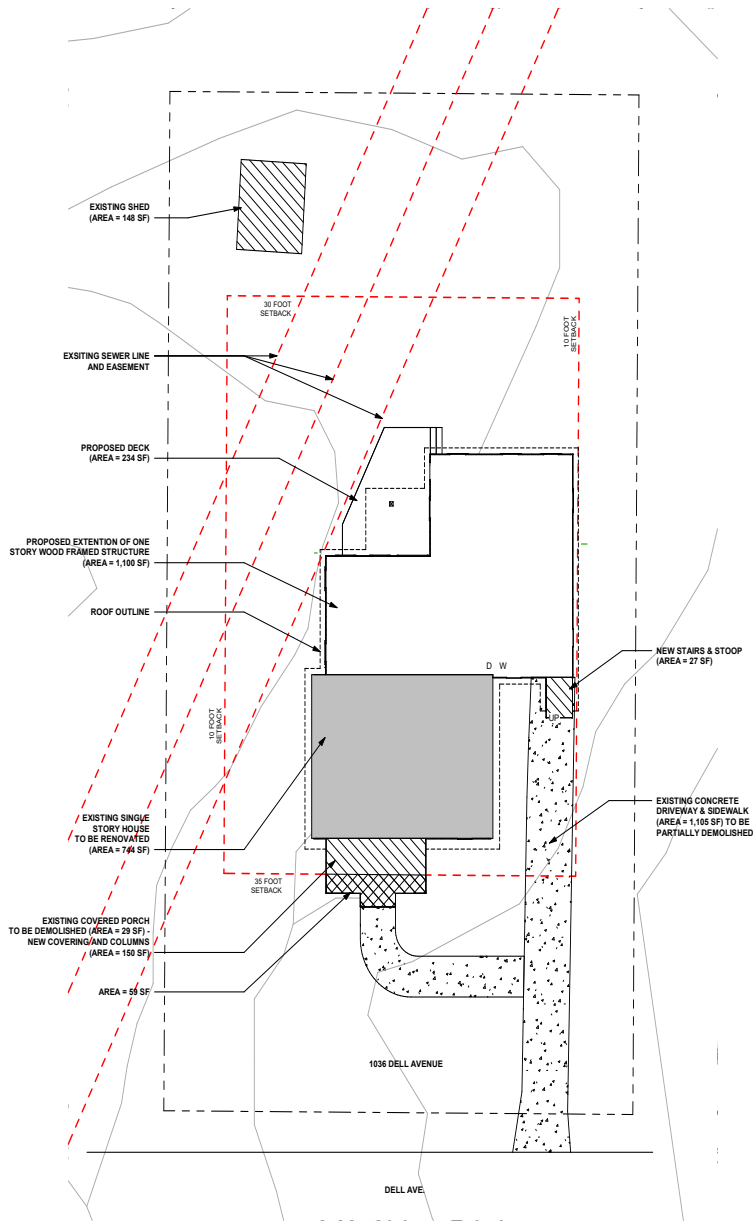 EXISTING SHED
(AREA = 148 SF)
30 FOOT
SETBACK
10 FOOT
SETBACK
EXSITING SEWER LINE
AND EASEMENT
PROPOSED DECK
(AREA = 234 SF)
PROPOSED EXTENTION OF ONE
STORY WOOD FRAMED STRUCTURE
(AREA = 1,100 SF)
ROOF OUTLINE
D W
NEW STAIRS & STOOP
(AREA = 27 SF)
UP
10 FOOT
SETBACK
EXISTING SINGLE
STORY HOUSE
TO BE RENOVATED
(AREA = 744 SF)
EXISTING CONCRETE
DRIVEWAY & SIDEWALK
(AREA = 1,105 SF) TO BE
PARTIALLY DEMOLISHED
35 FOOT
SETBACK
EXISTING COVERED PORCH
TO BE DEMOLISHED (AREA = 29 SF) -
NEW COVERING AND COLUMNS
(AREA = 150 SF)
AREA = 59 SF
1036 DELL AVENUE
DELL AVE.